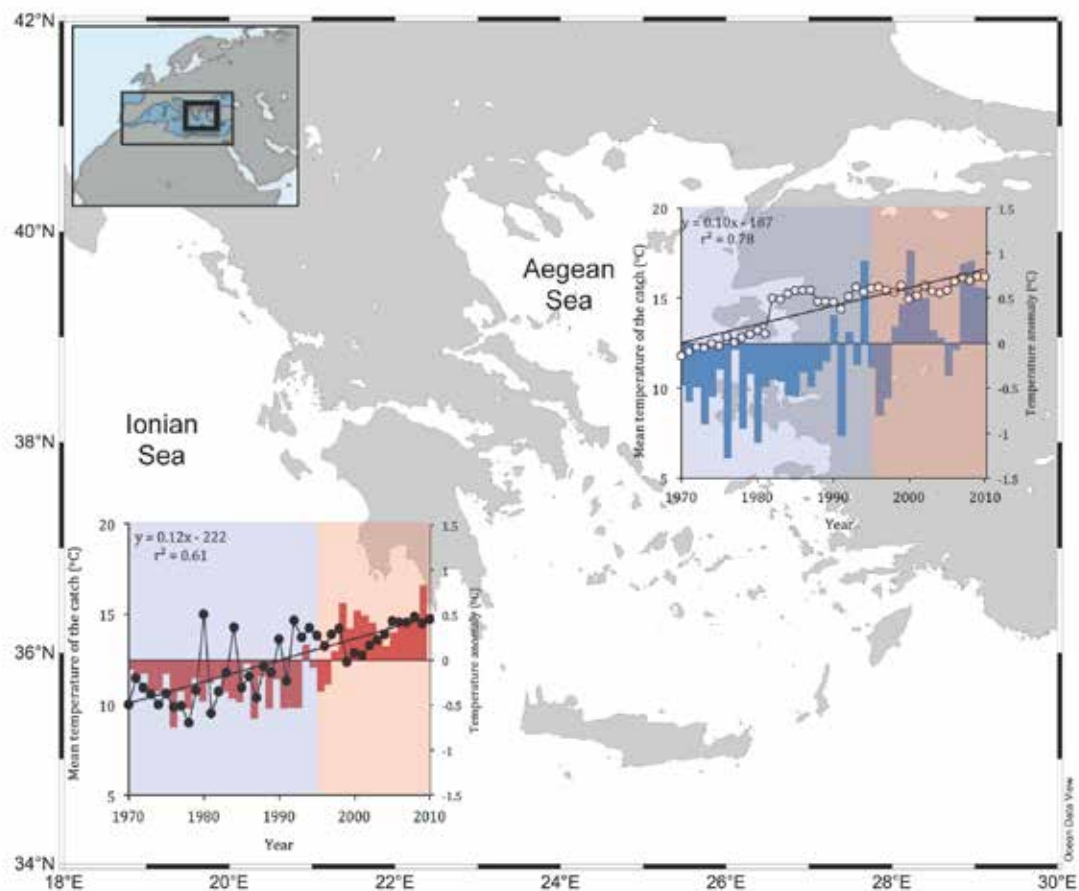 42°N
40°N
38°N
36°N
34°N
18°E
20°E
22°E
24°E
26°E
28°E
30°E
Aegean
Sea
Ionian
Sea
y = 0.10x - 187
r² = 0.78
Mean temperature of the catch (°C)
20
15
10
5
Temperature anomaly (°C)
1.5
1
0.5
0
-0.5
-1
-1.5
1970
1980
1990
2000
2010
Year
y = 0.12x - 222
r² = 0.61
Mean temperature of the catch (°C)
20
15
10
5
Temperature anomaly (°C)
1.5
1
0.5
0
-0.5
-1
-1.5
1970
1980
1990
2000
2010
Year
Ocean Data View